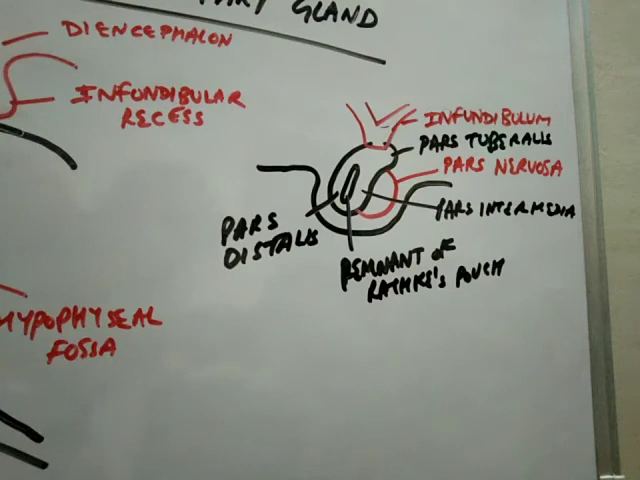 GLAND
DIENCEPHALON
INFUNDIBULAR
RECESS
INFUNDIBULUM
PARS TUBERALIS
PARS NERVOSA
PARS INTERMEDIA
PARS
DISTALIS
REMNANT OF
RATHKE'S POUCH
HYPOPHYSEAL
FOSSA